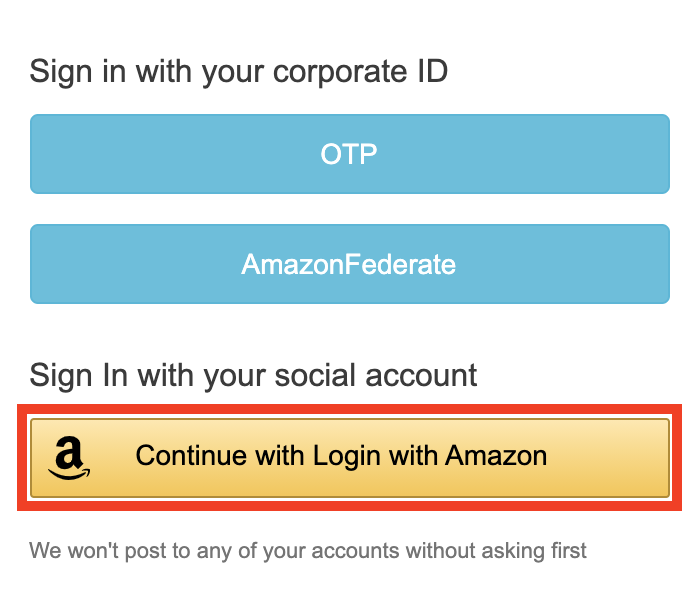 Sign in with your corporate ID
OTP
AmazonFederate
Sign In with your social account
Continue with Login with Amazon
We won't post to any of your accounts without asking first